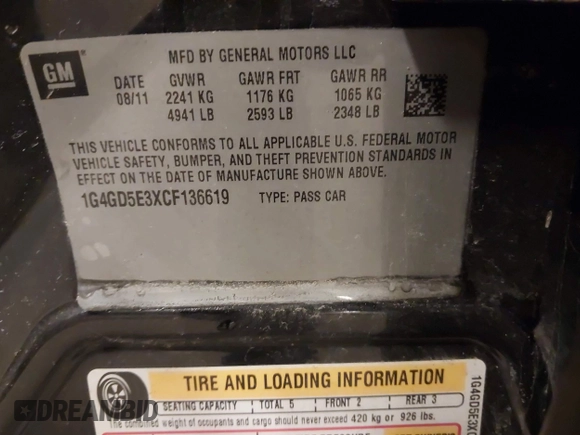 GM
MFD BY GENERAL MOTORS LLC
DATE GVWR GAWR FRT GAWR RR
08/11 2241 KG 1176 KG 1065 KG
4941 LB 2593 LB 2348 LB
THIS VEHICLE CONFORMS TO ALL APPLICABLE U.S. FEDERAL MOTOR
VEHICLE SAFETY, BUMPER, AND THEFT PREVENTION STANDARDS IN
EFFECT ON THE DATE OF MANUFACTURE SHOWN ABOVE.
1G4GD5E3XCF136619 TYPE: PASS CAR
TIRE AND LOADING INFORMATION
SEATING CAPACITY TOTAL 5 FRONT 2 REAR 3
The combined weight of occupants and cargo should never exceed 420 kg or 926 lbs.
1G4GD5E3XC
DREAMBID